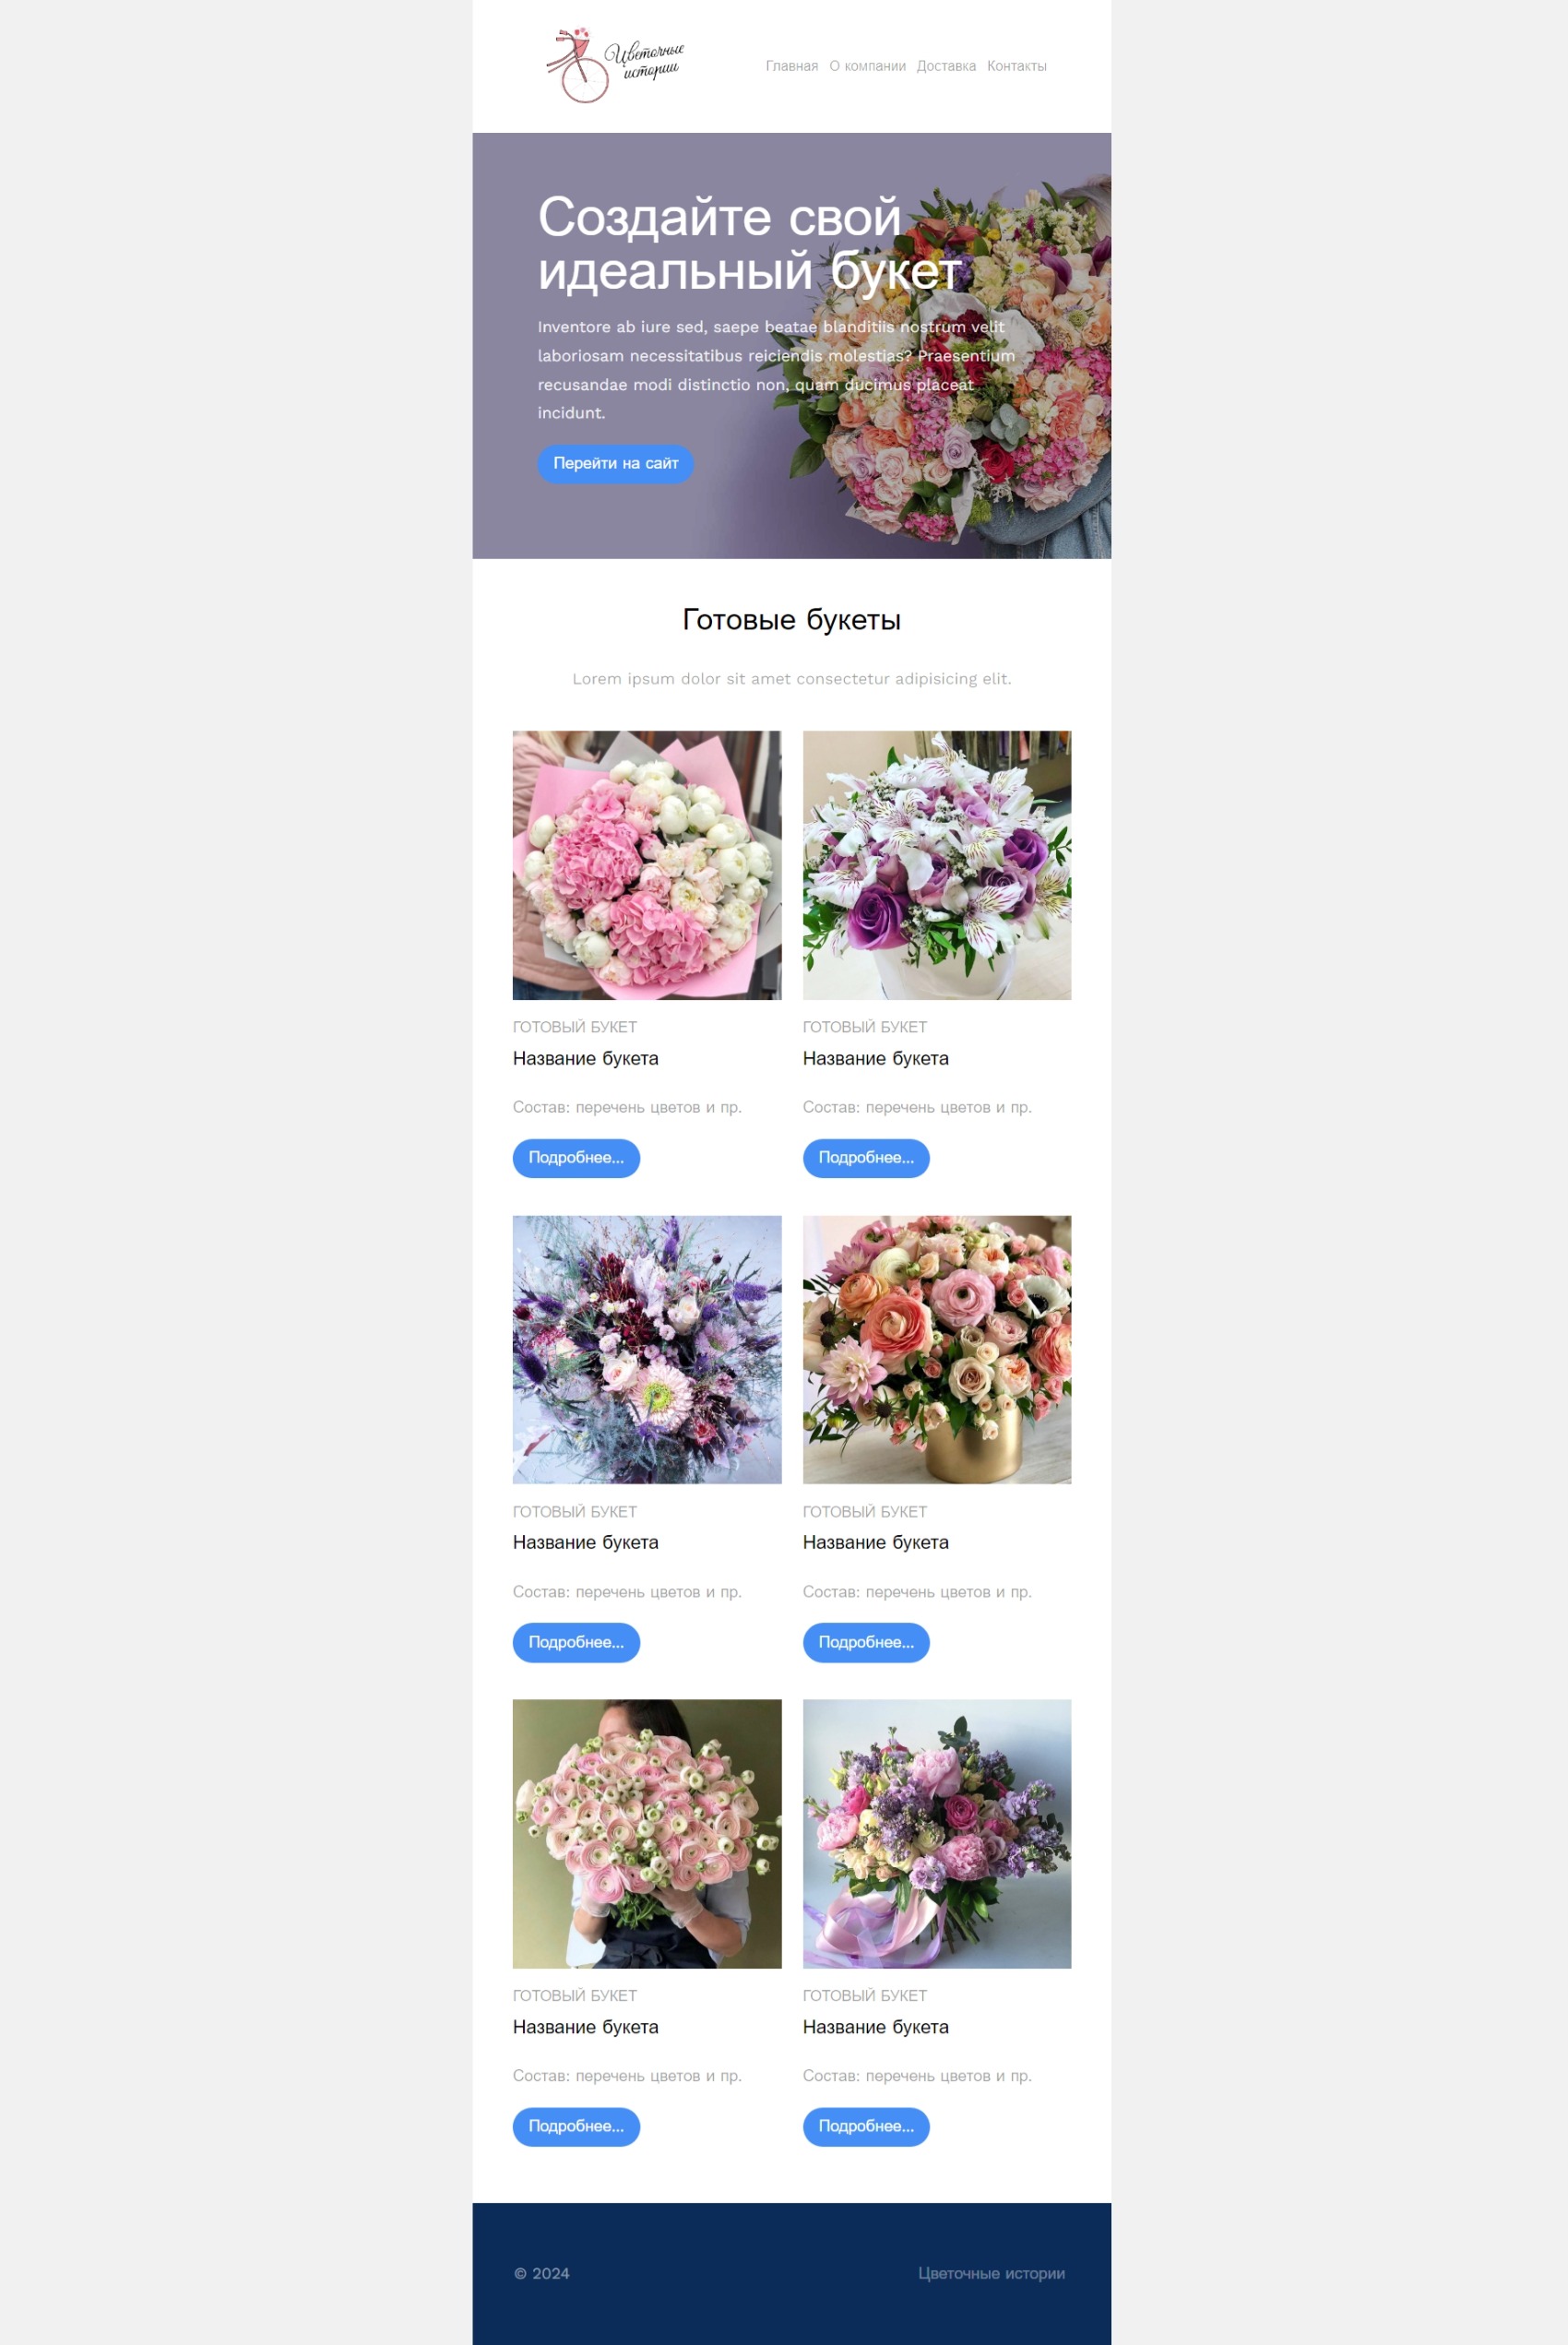 Цветочные
истории
Главная О компании Доставка Контакты
Создайте свой
идеальный букет
Inventore ab iure sed, saepe beatae blanditiis nostrum velit
laboriosam necessitatibus reiciendis molestias? Praesentium
recusandae modi distinctio non, quam ducimus placeat
incidunt.
Перейти на сайт
Готовые букеты
Lorem ipsum dolor sit amet consectetur adipisicing elit.
ГОТОВЫЙ БУКЕТ
Название букета
Состав: перечень цветов и пр.
Подробнее...
ГОТОВЫЙ БУКЕТ
Название букета
Состав: перечень цветов и пр.
Подробнее...
ГОТОВЫЙ БУКЕТ
Название букета
Состав: перечень цветов и пр.
Подробнее...
ГОТОВЫЙ БУКЕТ
Название букета
Состав: перечень цветов и пр.
Подробнее...
ГОТОВЫЙ БУКЕТ
Название букета
Состав: перечень цветов и пр.
Подробнее...
ГОТОВЫЙ БУКЕТ
Название букета
Состав: перечень цветов и пр.
Подробнее...
© 2024
Цветочные истории